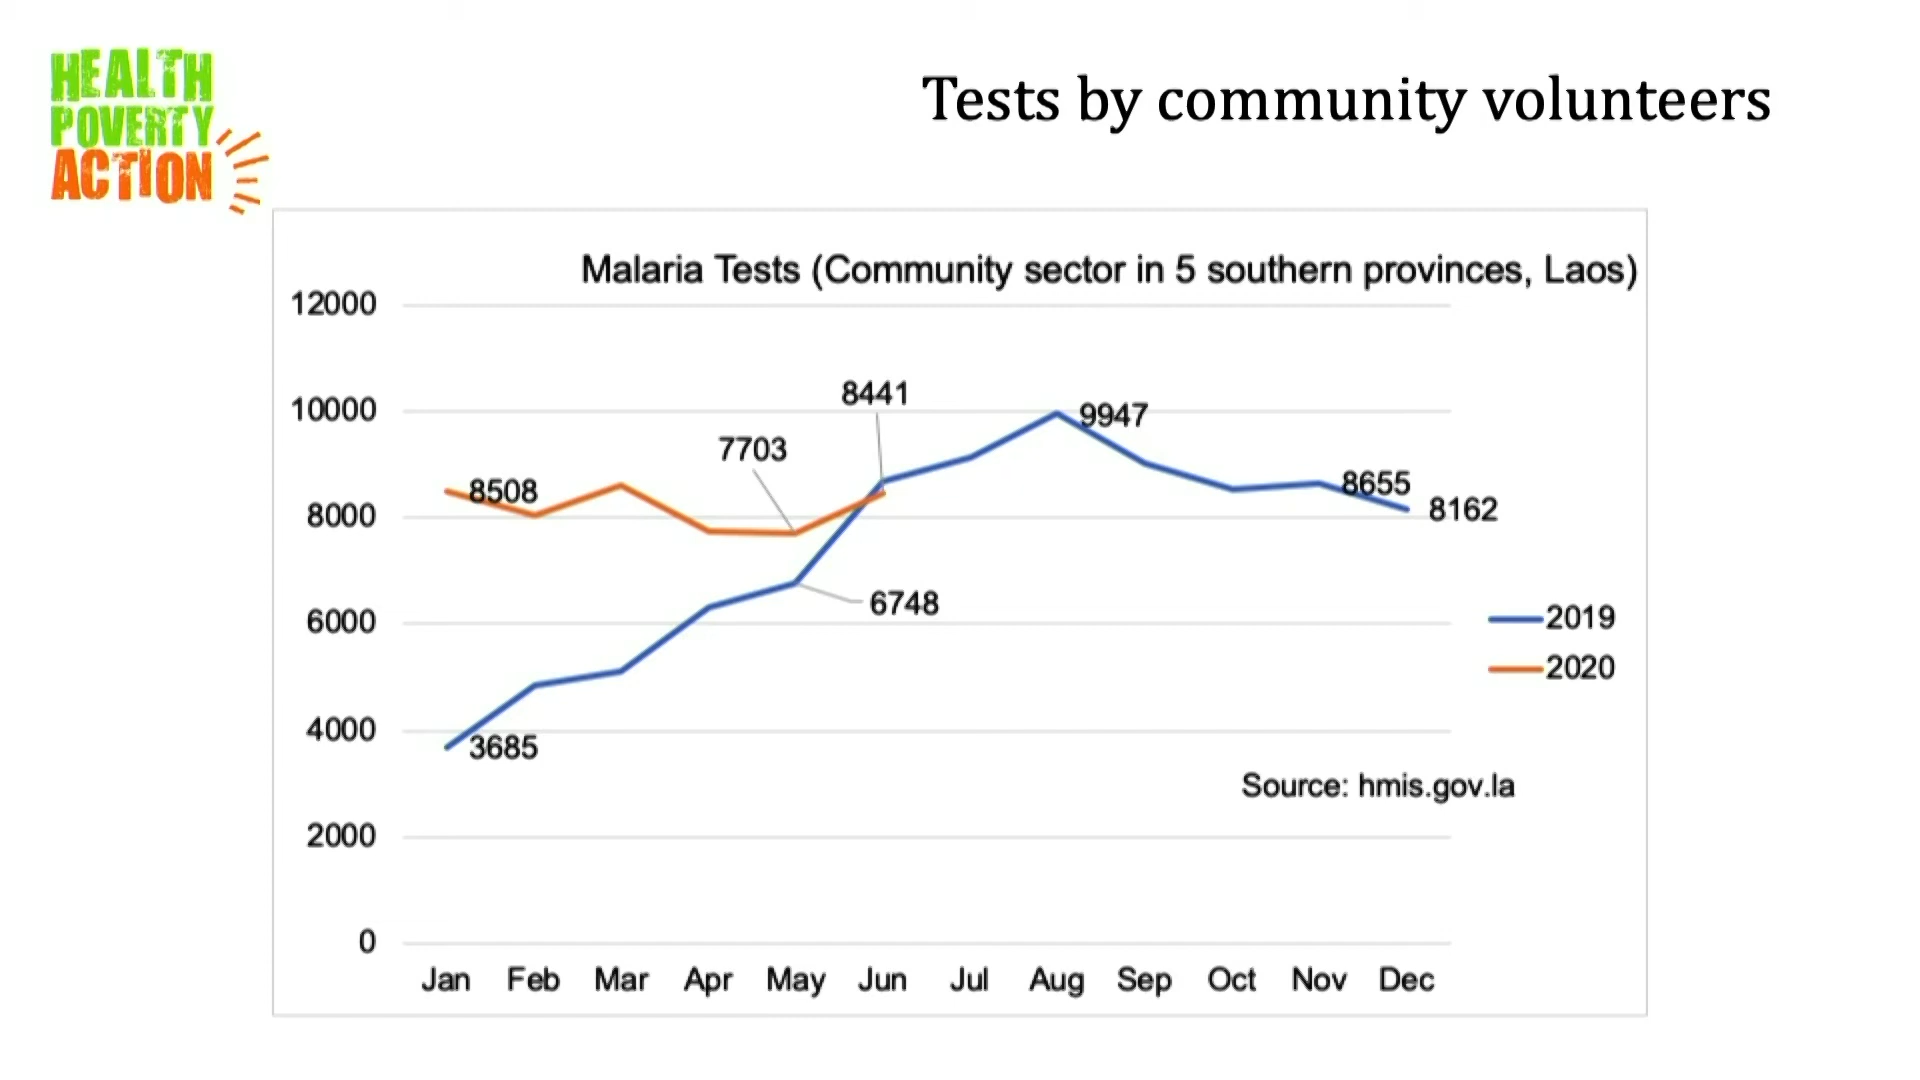 HEALTH
POVERTY
ACTION
Tests by community volunteers
Malaria Tests (Community sector in 5 southern provinces, Laos)
12000
10000
8000
6000
4000
2000
0
8441
7703
9947
8508
8655
8162
6748
3685
2019
2020
Source: hmis.gov.la
Jan Feb Mar Apr May Jun Jul Aug Sep Oct Nov Dec